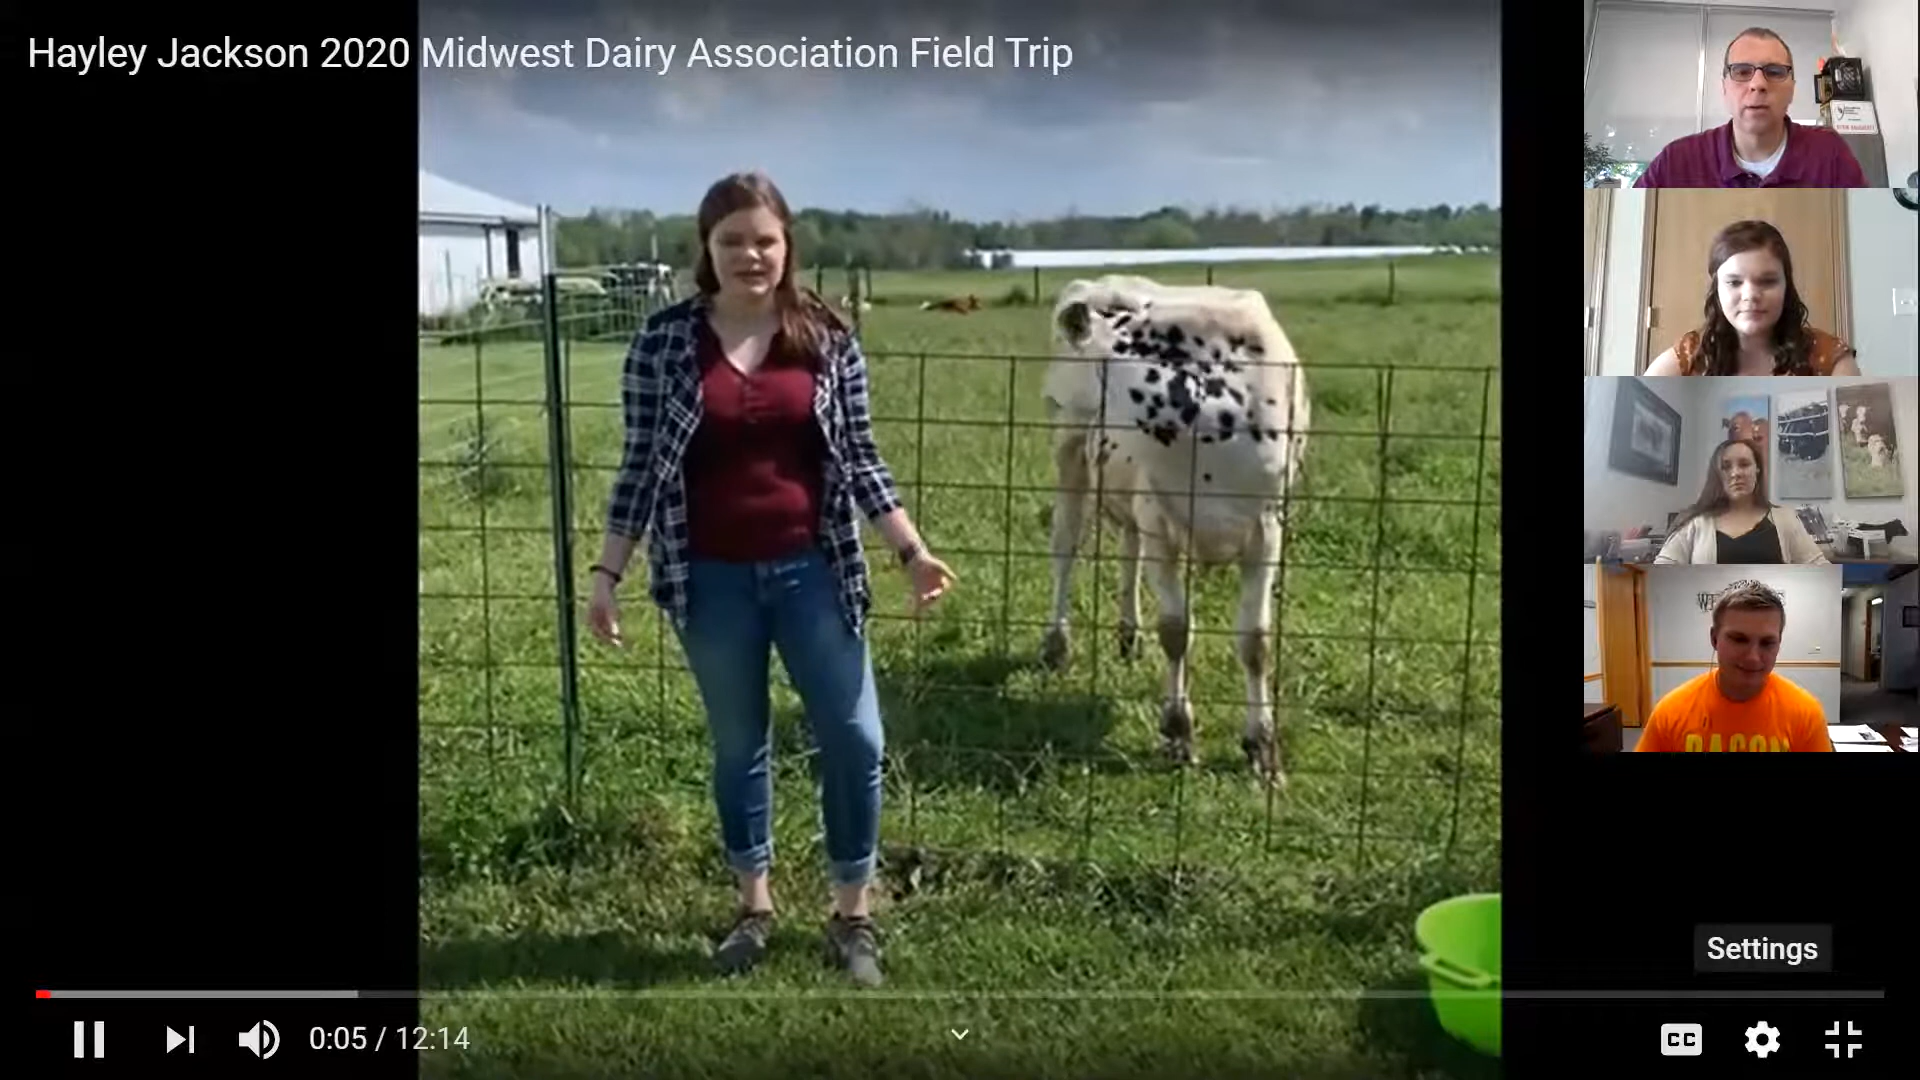 Hayley Jackson 2020 Midwest Dairy Association Field Trip
Settings
0:05 / 12:14
CC